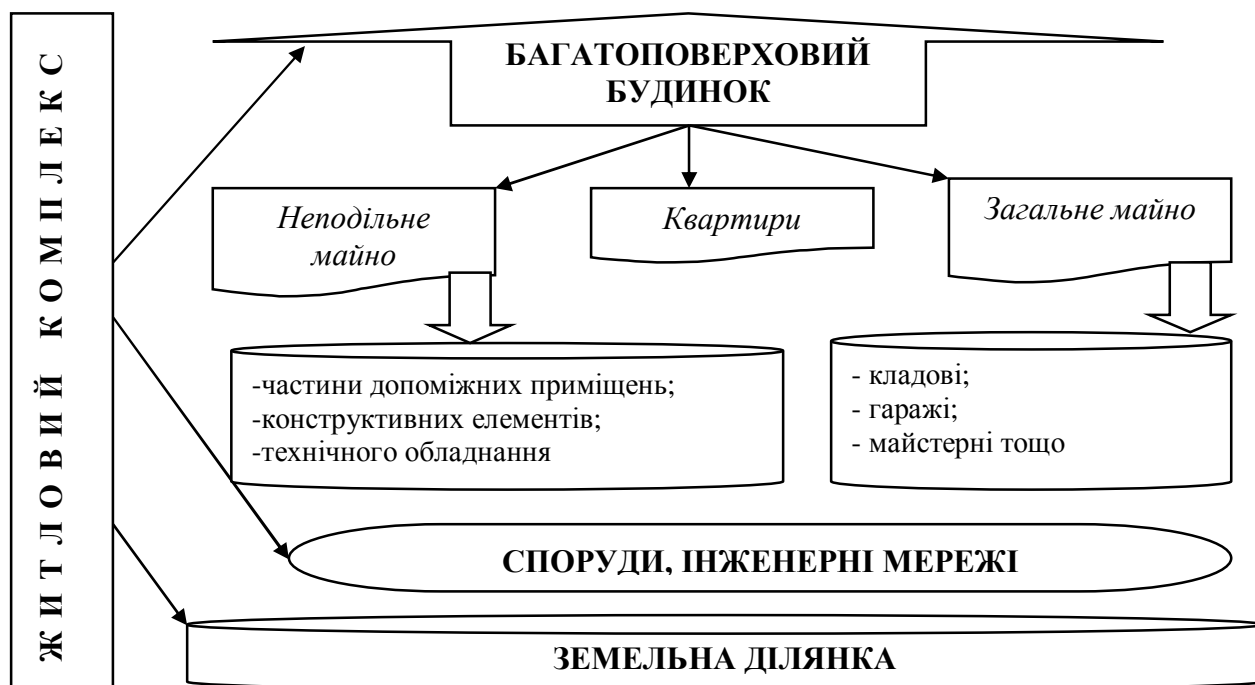 ЖИТЛОВИЙ КОМПЛЕКС
БАГАТОПОВЕРХОВИЙ
БУДИНОК
Неподільне
майно
Квартири
Загальне майно
-частини допоміжних приміщень;
-конструктивних елементів;
-технічного обладнання
- кладові;
- гаражі;
- майстерні тощо
СПОРУДИ, ІНЖЕНЕРНІ МЕРЕЖІ
ЗЕМЕЛЬНА ДІЛЯНКА